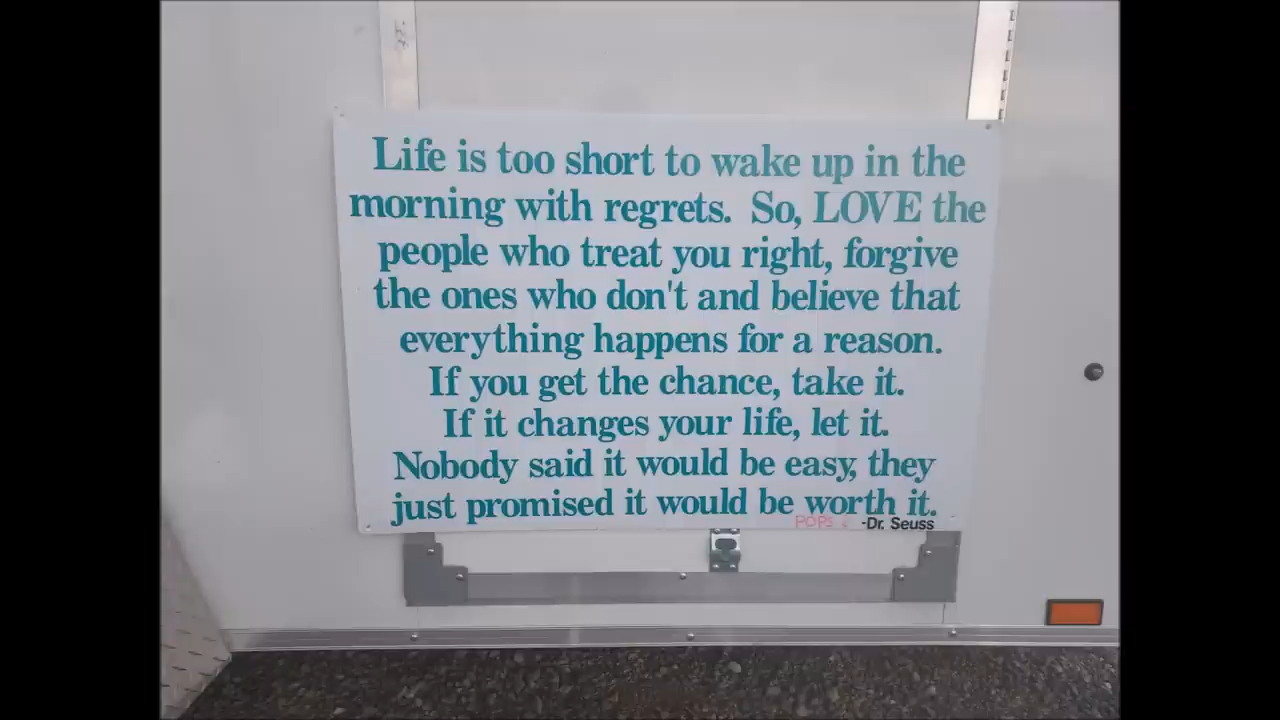 Life is too short to wake up in the
morning with regrets. So, LOVE the
people who treat you right, forgive
the ones who don't and believe that
everything happens for a reason.
If you get the chance, take it.
If it changes your life, let it.
Nobody said it would be easy, they
just promised it would be worth it.
POPS & -Dr. Seuss